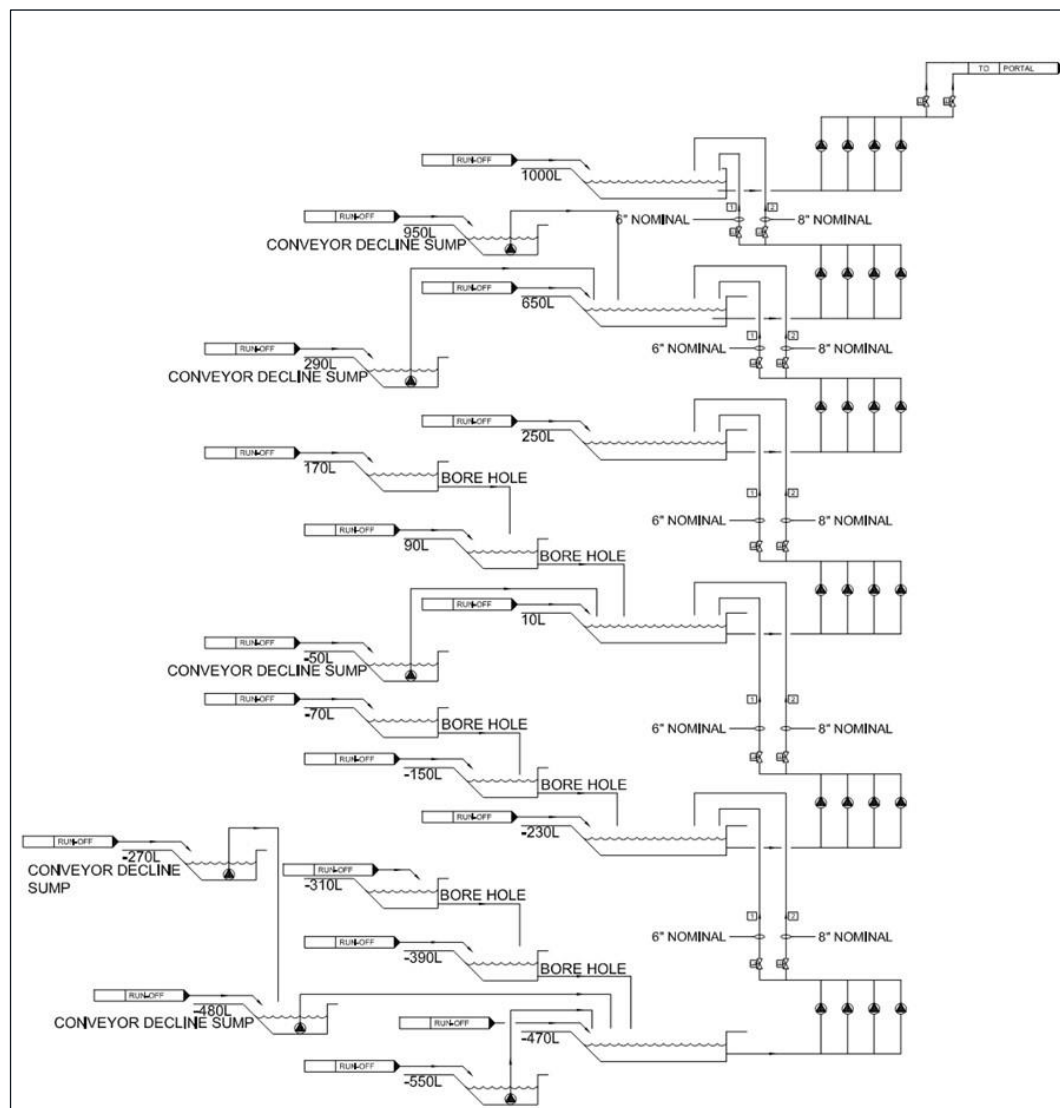 TO PORTAL
RUN-OFF
1000L
6" NOMINAL
1
2
8" NOMINAL
RUN-OFF
950L
CONVEYOR DECLINE SUMP
RUN-OFF
650L
6" NOMINAL
1
2
8" NOMINAL
RUN-OFF
290L
CONVEYOR DECLINE SUMP
RUN-OFF
250L
RUN-OFF
170L
BORE HOLE
6" NOMINAL
1
2
8" NOMINAL
RUN-OFF
90L
BORE HOLE
RUN-OFF
10L
RUN-OFF
-50L
CONVEYOR DECLINE SUMP
RUN-OFF
-70L
BORE HOLE
6" NOMINAL
1
2
8" NOMINAL
RUN-OFF
-150L
BORE HOLE
RUN-OFF
-230L
RUN-OFF
-270L
CONVEYOR DECLINE
SUMP
RUN-OFF
-310L
BORE HOLE
6" NOMINAL
1
2
8" NOMINAL
RUN-OFF
-390L
BORE HOLE
RUN-OFF
-480L
CONVEYOR DECLINE SUMP
RUN-OFF
-470L
RUN-OFF
-550L